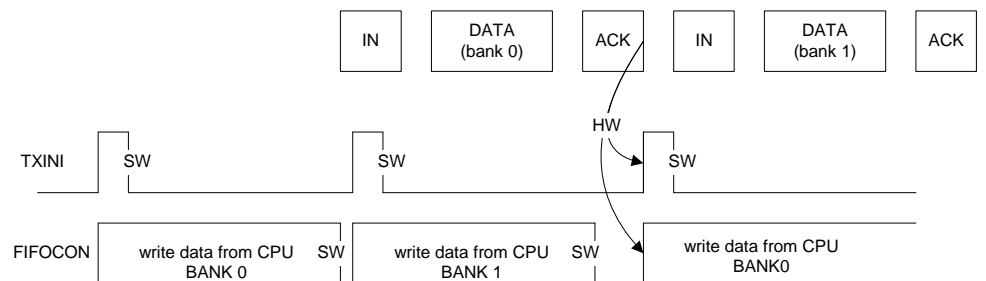 IN
DATA
(bank 0)
ACK
IN
DATA
(bank 1)
ACK
HW
TXINI
SW
SW
SW
FIFOCON
write data from CPU
BANK 0
SW
write data from CPU
BANK 1
SW
write data from CPU
BANK0